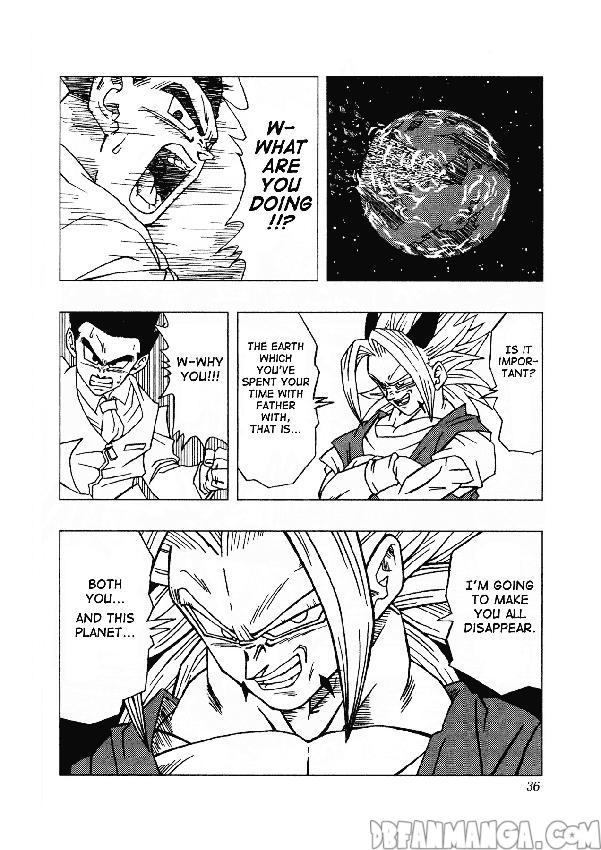 W-
WHAT
ARE
YOU
DOING
!!!?
IS IT
IMPOR-
TANT?
THE EARTH
WHICH
YOU'VE
SPENT YOUR
TIME WITH
FATHER
WITH,
THAT IS...
W-WHY
YOU!!!
I'M GOING
TO MAKE
YOU ALL
DISAPPEAR.
BOTH
YOU...
AND THIS
PLANET...
36
DBFANMANGA.COM